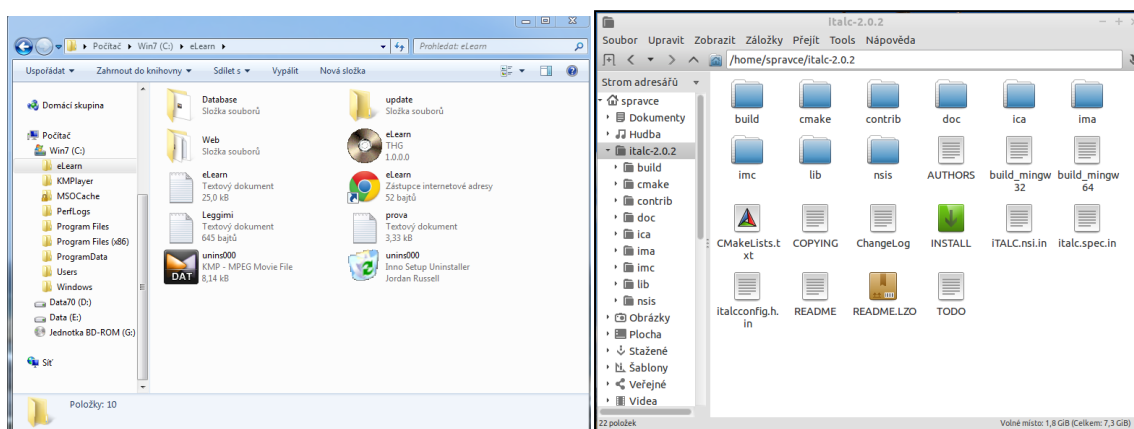 Počítač ▸ Win7 (C:) ▸ eLearn ▸
Prohledat: eLearn
Uspořádat
Zahrnout do knihovny
Sdílet s
Vypálit
Nová složka
Domácí skupina
Počítač
Win7 (C:)
eLearn
KMPlayer
MSOCache
PerfLogs
Program Files
Program Files (x86)
ProgramData
Users
Windows
Data70 (D:)
Data (E:)
Jednotka BD-ROM (G:)
Síť
Database
Složka souborů
update
Složka souborů
Web
Složka souborů
eLearn
THG
1.0.0.0
eLearn
Textový dokument
25,0 kB
eLearn
Zástupce internetové adresy
52 bajtů
Leggimi
Textový dokument
645 bajtů
prova
Textový dokument
3,33 kB
DAT
unins000
KMP - MPEG Movie File
8,14 kB
unins000
Inno Setup Uninstaller
Jordan Russell
Položky: 10
italc-2.0.2
Soubor Upravit Zobrazit Záložky Přejít Tools Nápověda
/home/spravce/italc-2.0.2
Strom adresářů
spravce
Dokumenty
Hudba
italc-2.0.2
build
cmake
contrib
doc
ica
ima
imc
lib
nsis
Obrázky
Plocha
Stažené
Šablony
Veřejné
Videa
build cmake contrib doc ica ima
imc lib nsis AUTHORS build_mingw32 build_mingw64
CMakeLists.txt COPYING ChangeLog INSTALL iTALC.nsi.in italc.spec.in
italcconfig.h.in README README.LZO TODO
22 položek
Volné místo: 1,8 GiB (Celkem: 7,3 GiB)